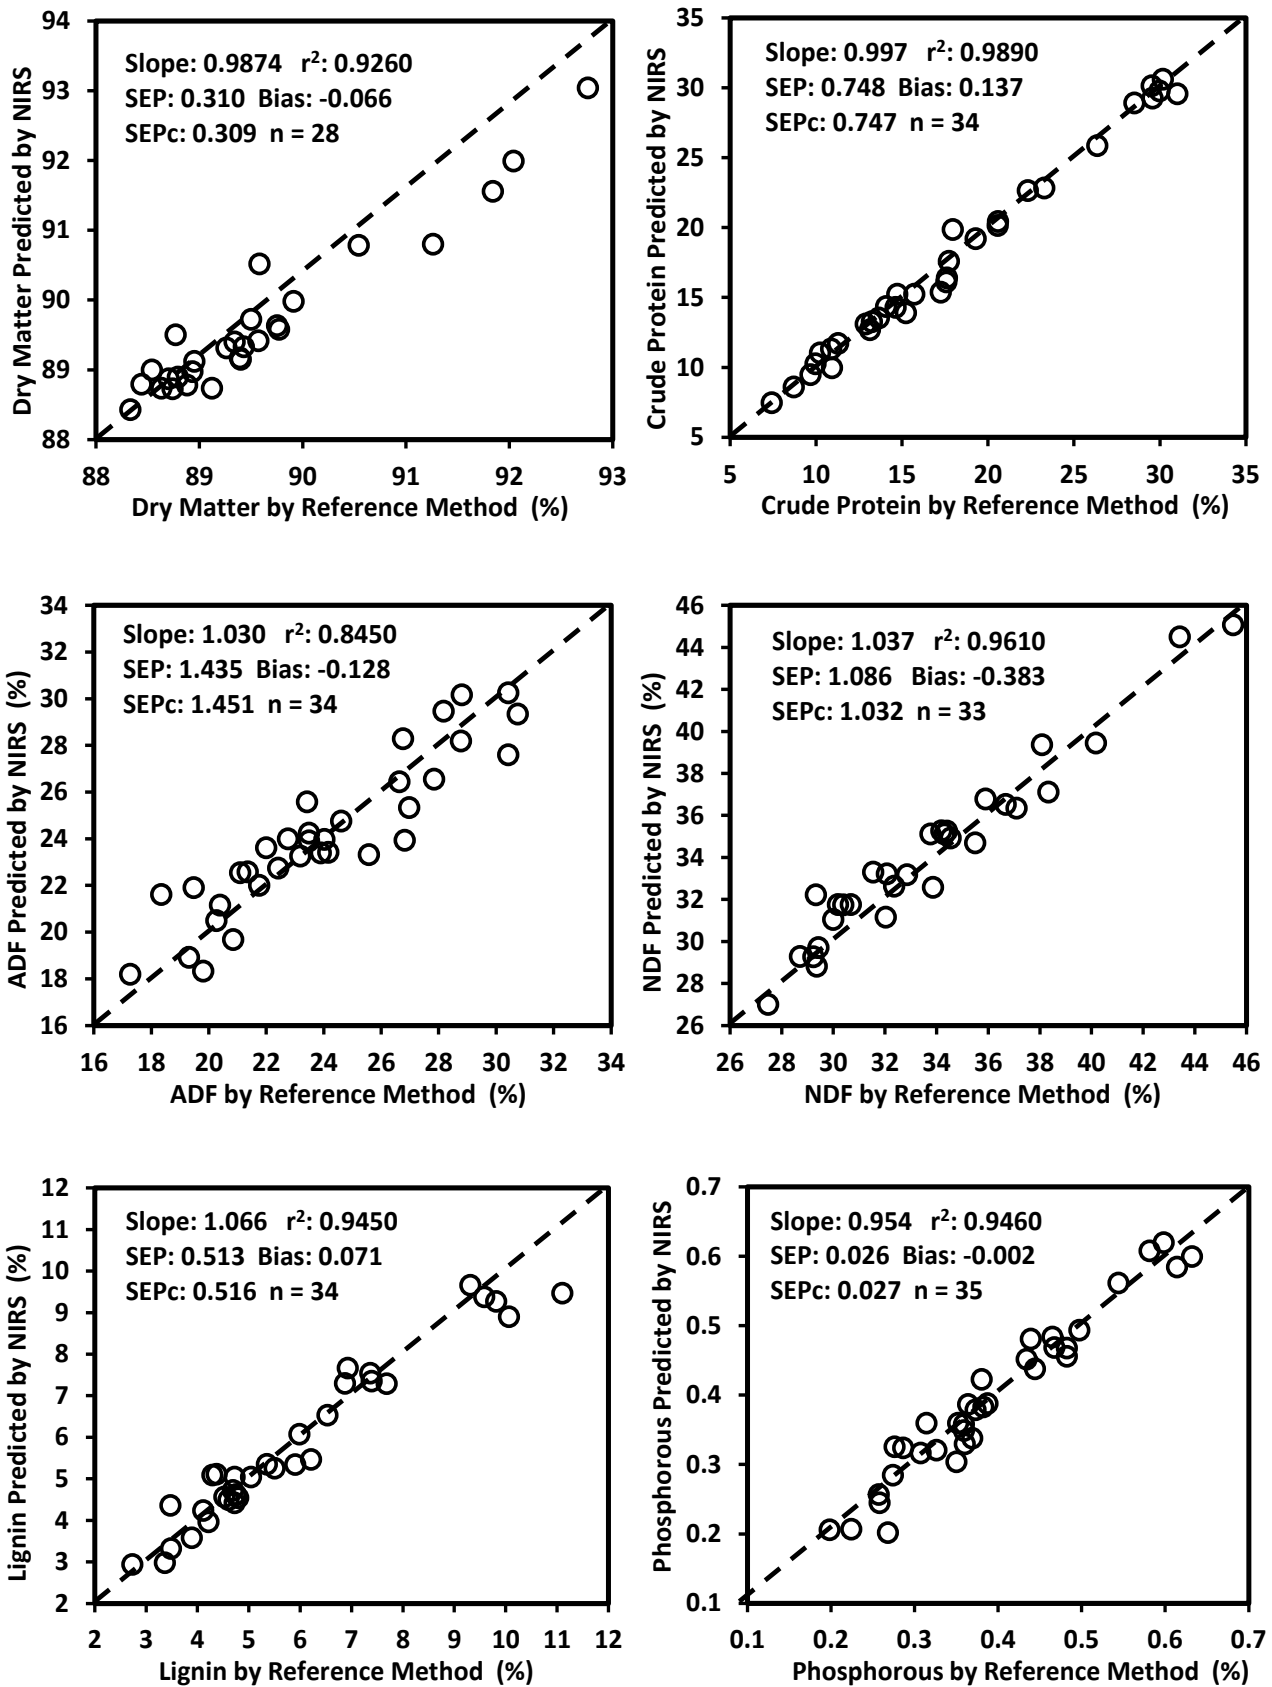 Slope: 0.9874 r²: 0.9260
SEP: 0.310 Bias: -0.066
SEPc: 0.309 n = 28
Dry Matter Predicted by NIRS
94
93
92
91
90
89
88
88 89 90 91 92 93
Dry Matter by Reference Method (%)
Slope: 0.997 r²: 0.9890
SEP: 0.748 Bias: 0.137
SEPc: 0.747 n = 34
Crude Protein Predicted by NIRS
35
30
25
20
15
10
5
5 10 15 20 25 30 35
Crude Protein by Reference Method (%)
Slope: 1.030 r²: 0.8450
SEP: 1.435 Bias: -0.128
SEPc: 1.451 n = 34
ADF Predicted by NIRS (%)
34
32
30
28
26
24
22
20
18
16
16 18 20 22 24 26 28 30 32 34
ADF by Reference Method (%)
Slope: 1.037 r²: 0.9610
SEP: 1.086 Bias: -0.383
SEPc: 1.032 n = 33
NDF Predicted by NIRS (%)
46
44
42
40
38
36
34
32
30
28
26
26 28 30 32 34 36 38 40 42 44 46
NDF by Reference Method (%)
Slope: 1.066 r²: 0.9450
SEP: 0.513 Bias: 0.071
SEPc: 0.516 n = 34
Lignin Predicted by NIRS (%)
12
11
10
9
8
7
6
5
4
3
2
2 3 4 5 6 7 8 9 10 11 12
Lignin by Reference Method (%)
Slope: 0.954 r²: 0.9460
SEP: 0.026 Bias: -0.002
SEPc: 0.027 n = 35
Phosphorous Predicted by NIRS
0.7
0.6
0.5
0.4
0.3
0.2
0.1
0.1 0.2 0.3 0.4 0.5 0.6 0.7
Phosphorous by Reference Method (%)